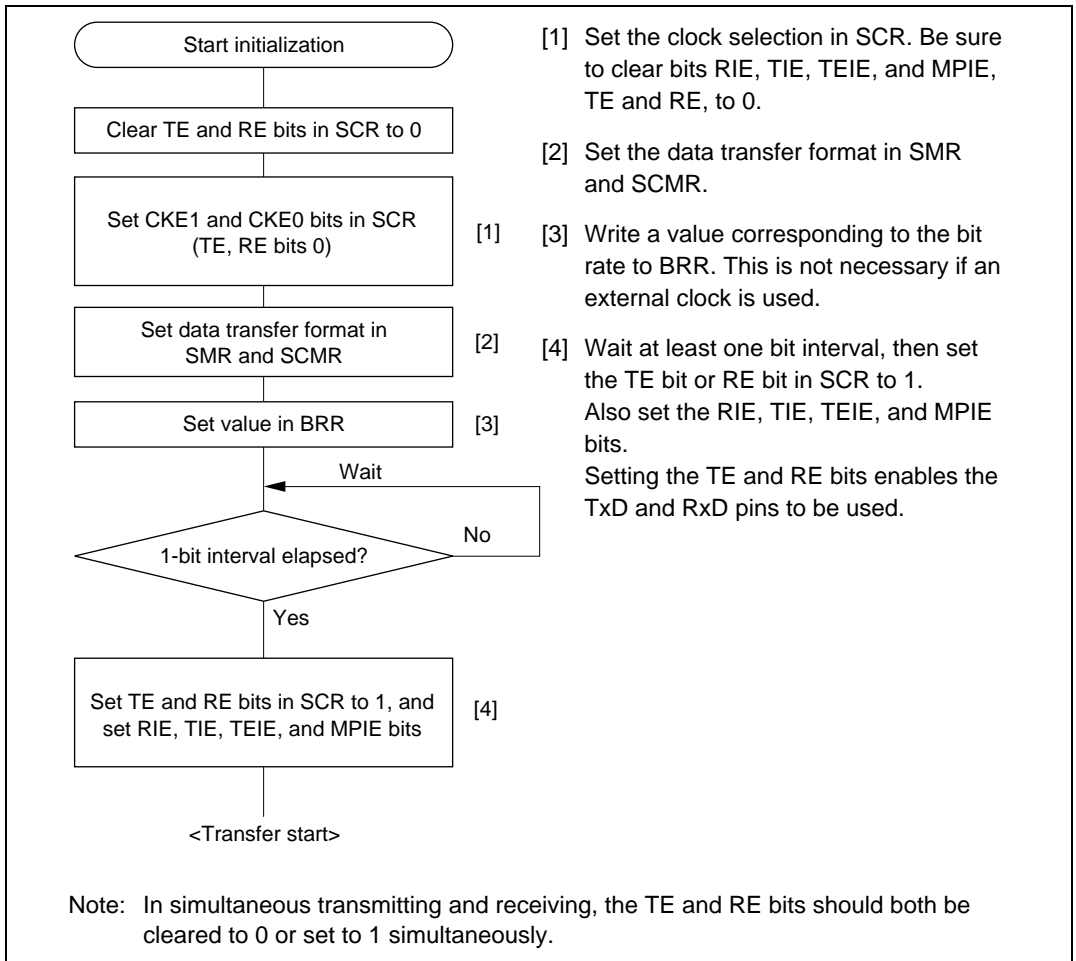 Start initialization
Clear TE and RE bits in SCR to 0
Set CKE1 and CKE0 bits in SCR
(TE, RE bits 0)
[1]
Set data transfer format in
SMR and SCMR
[2]
Set value in BRR
[3]
Wait
1-bit interval elapsed?
No
Yes
Set TE and RE bits in SCR to 1, and
set RIE, TIE, TEIE, and MPIE bits
[4]
<Transfer start>
[1] Set the clock selection in SCR. Be sure
to clear bits RIE, TIE, TEIE, and MPIE,
TE and RE, to 0.
[2] Set the data transfer format in SMR
and SCMR.
[3] Write a value corresponding to the bit
rate to BRR. This is not necessary if an
external clock is used.
[4] Wait at least one bit interval, then set
the TE bit or RE bit in SCR to 1.
Also set the RIE, TIE, TEIE, and MPIE
bits.
Setting the TE and RE bits enables the
TxD and RxD pins to be used.
Note: In simultaneous transmitting and receiving, the TE and RE bits should both be
cleared to 0 or set to 1 simultaneously.